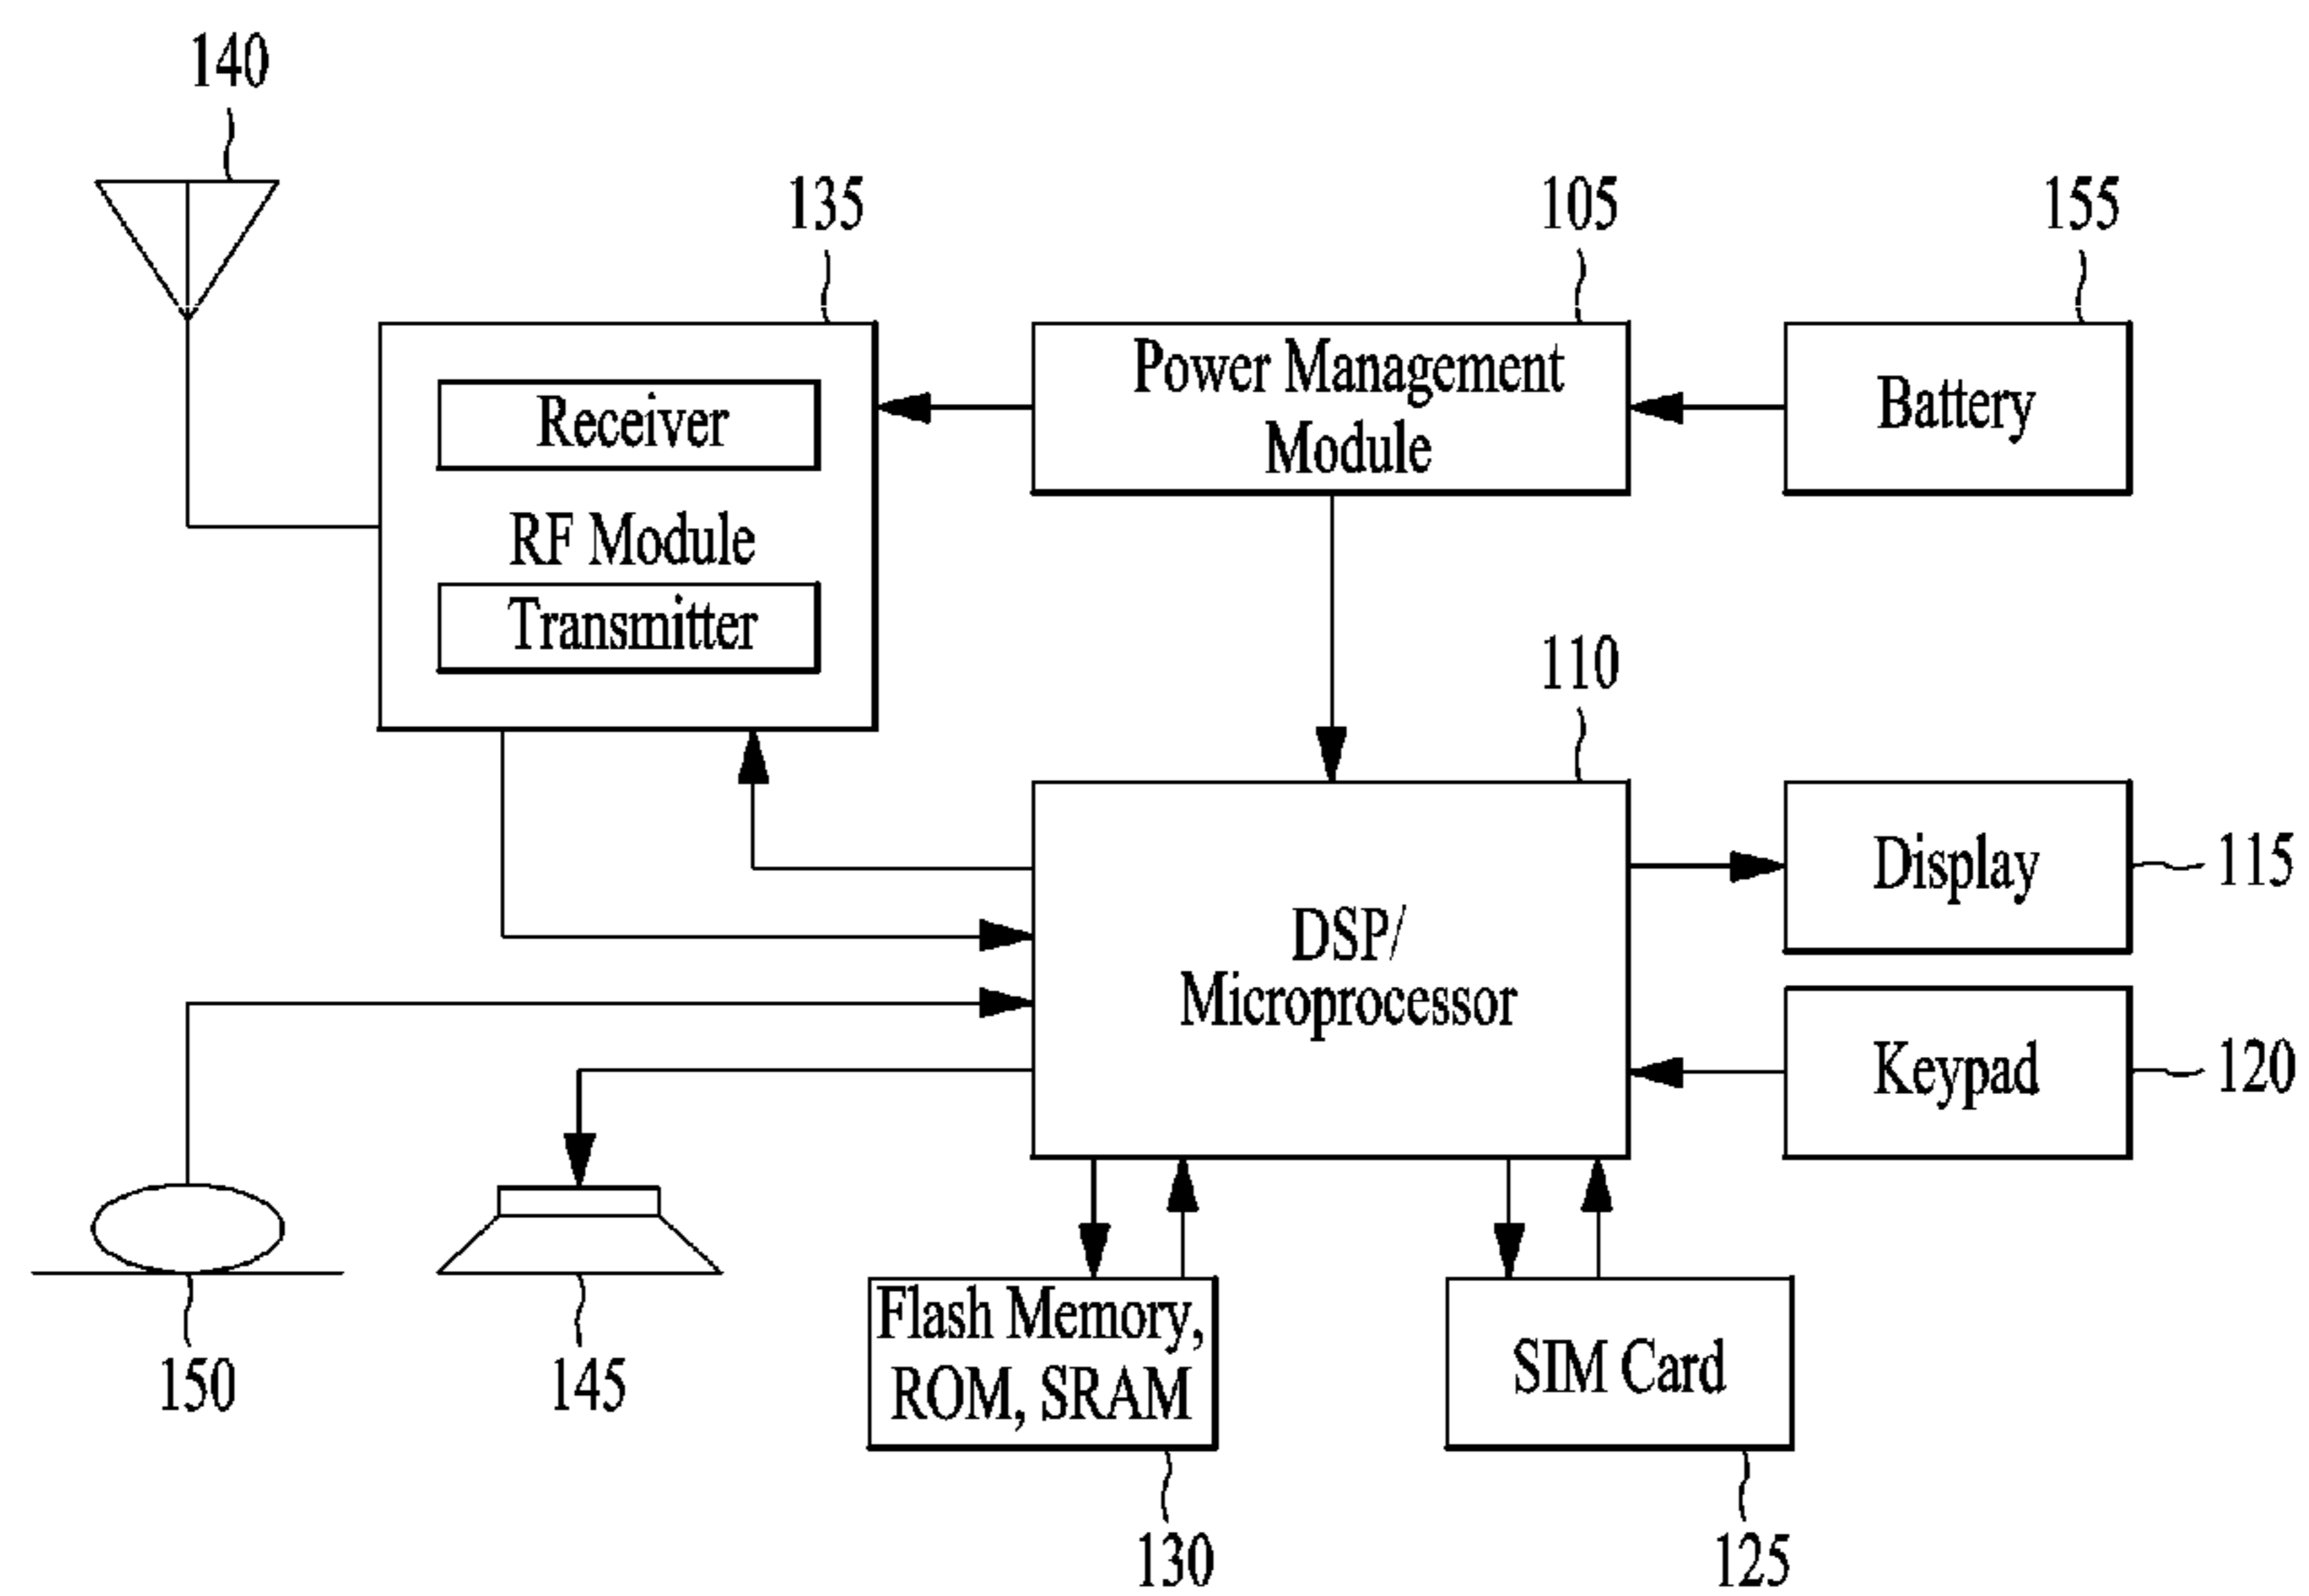 140
135
105
155
Receiver
RF Module
Transmitter
Power Management
Module
Battery
110
DSP/
Microprocessor
Display
115
Keypad
120
150
145
Flash Memory,
ROM, SRAM
SIM Card
130
125